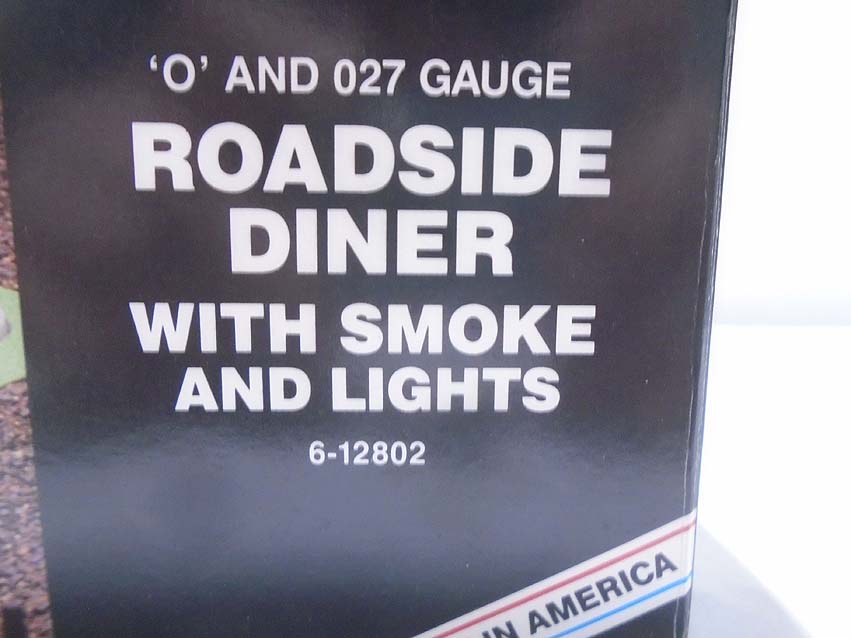 ‘O’ AND 027 GAUGE
ROADSIDE
DINER
WITH SMOKE
AND LIGHTS
6-12802
IN AMERICA